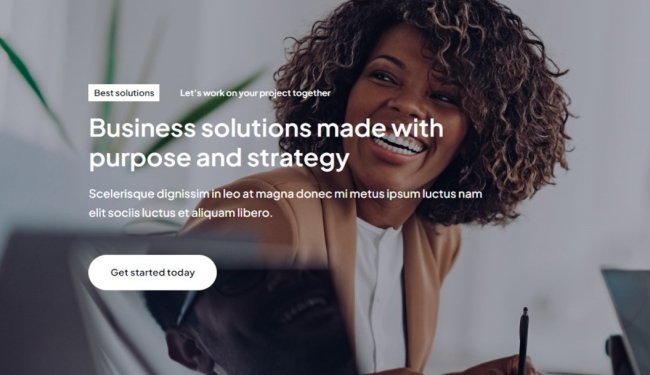 Best solutions
Let's work on your project together
Business solutions made with
purpose and strategy
Scelerisque dignissim in leo at magna donec mi metus ipsum luctus nam
elit sociis luctus et aliquam libero.
Get started today